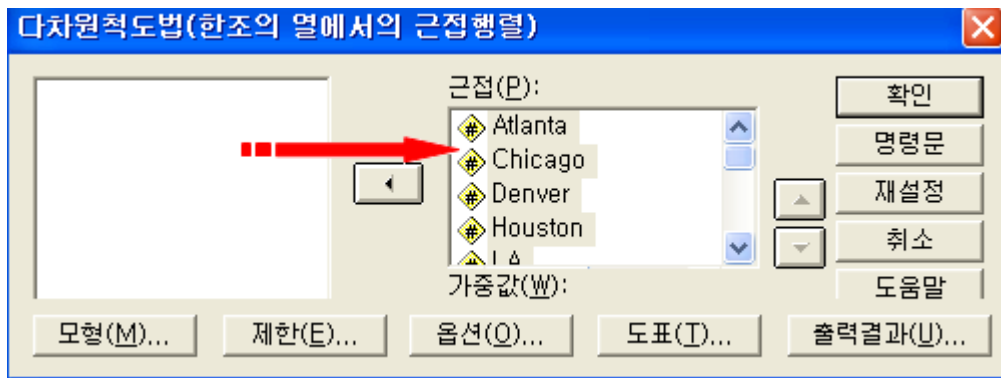 다차원척도법(한조의 열에서의 근접행렬)
근접(P):
Atlanta
Chicago
Denver
Houston
LA
가중값(W):
확인
명령문
재설정
취소
도움말
모형(M)...
제한(E)...
옵션(O)...
도표(T)...
출력결과(U)...